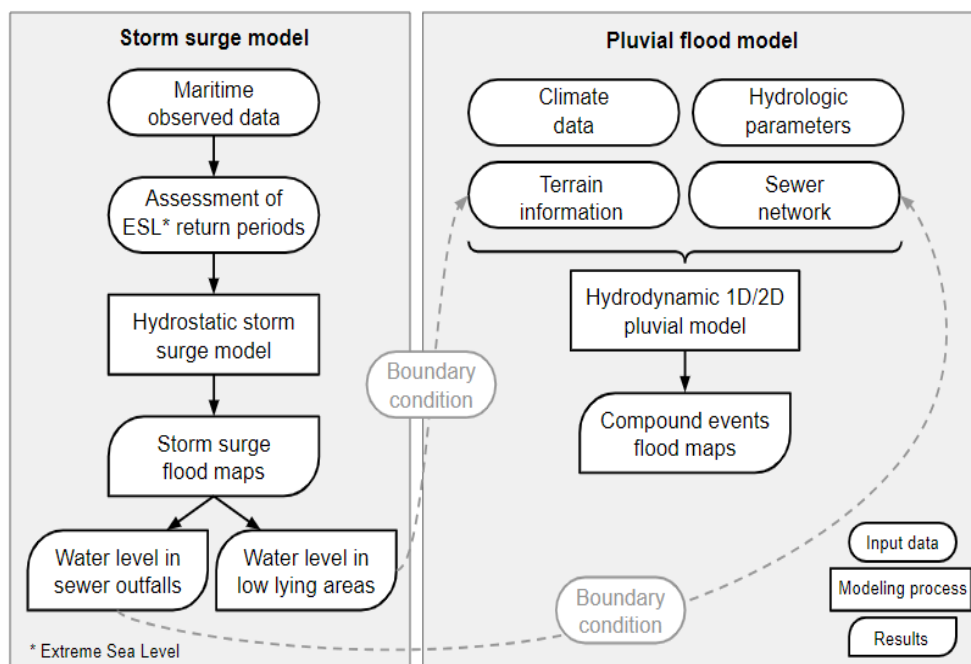 Storm surge model
Maritime
observed data
Assessment of
ESL* return periods
Hydrostatic storm
surge model
Storm surge
flood maps
Water level in
sewer outfalls
Water level in
low lying areas
* Extreme Sea Level
Boundary
condition
Pluvial flood model
Climate
data
Hydrologic
parameters
Terrain
information
Sewer
network
Hydrodynamic 1D/2D
pluvial model
Compound events
flood maps
Boundary
condition
Input data
Modeling process
Results